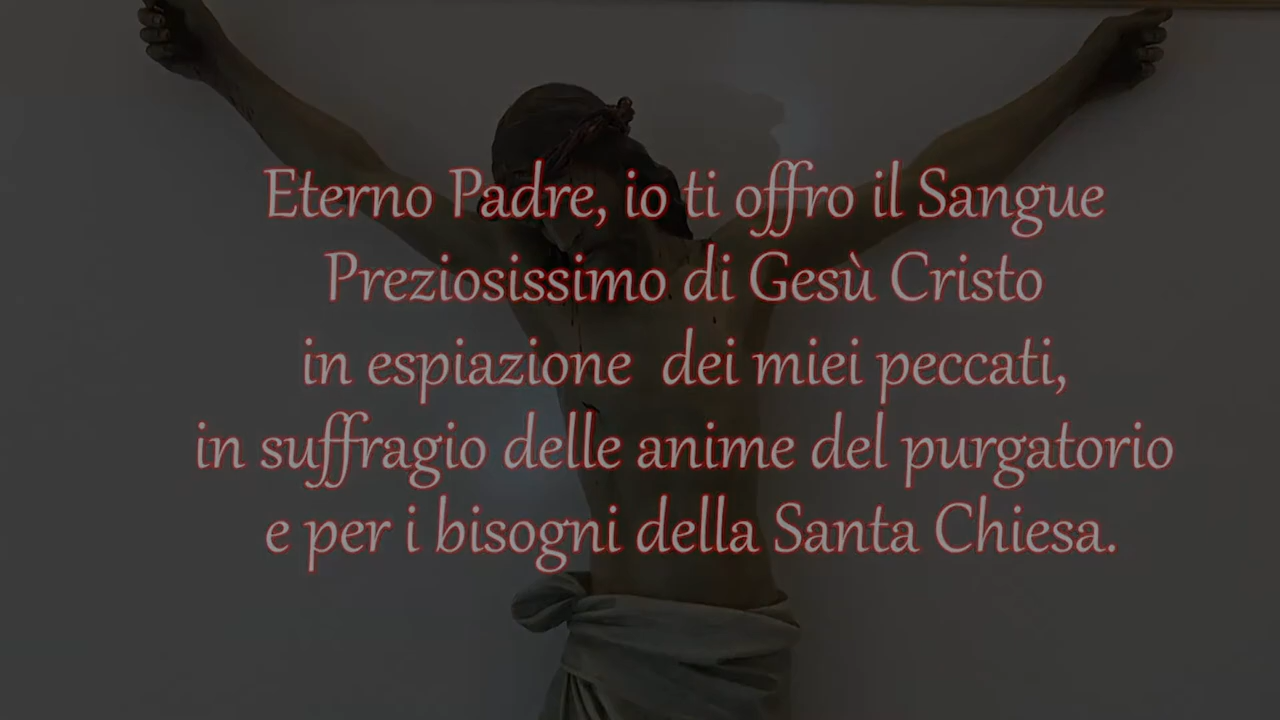 Eterno Padre, io ti offro il Sangue
Preziosissimo di Gesù Cristo
in espiazione  dei miei peccati,
in suffragio delle anime del purgatorio
e per i bisogni della Santa Chiesa.